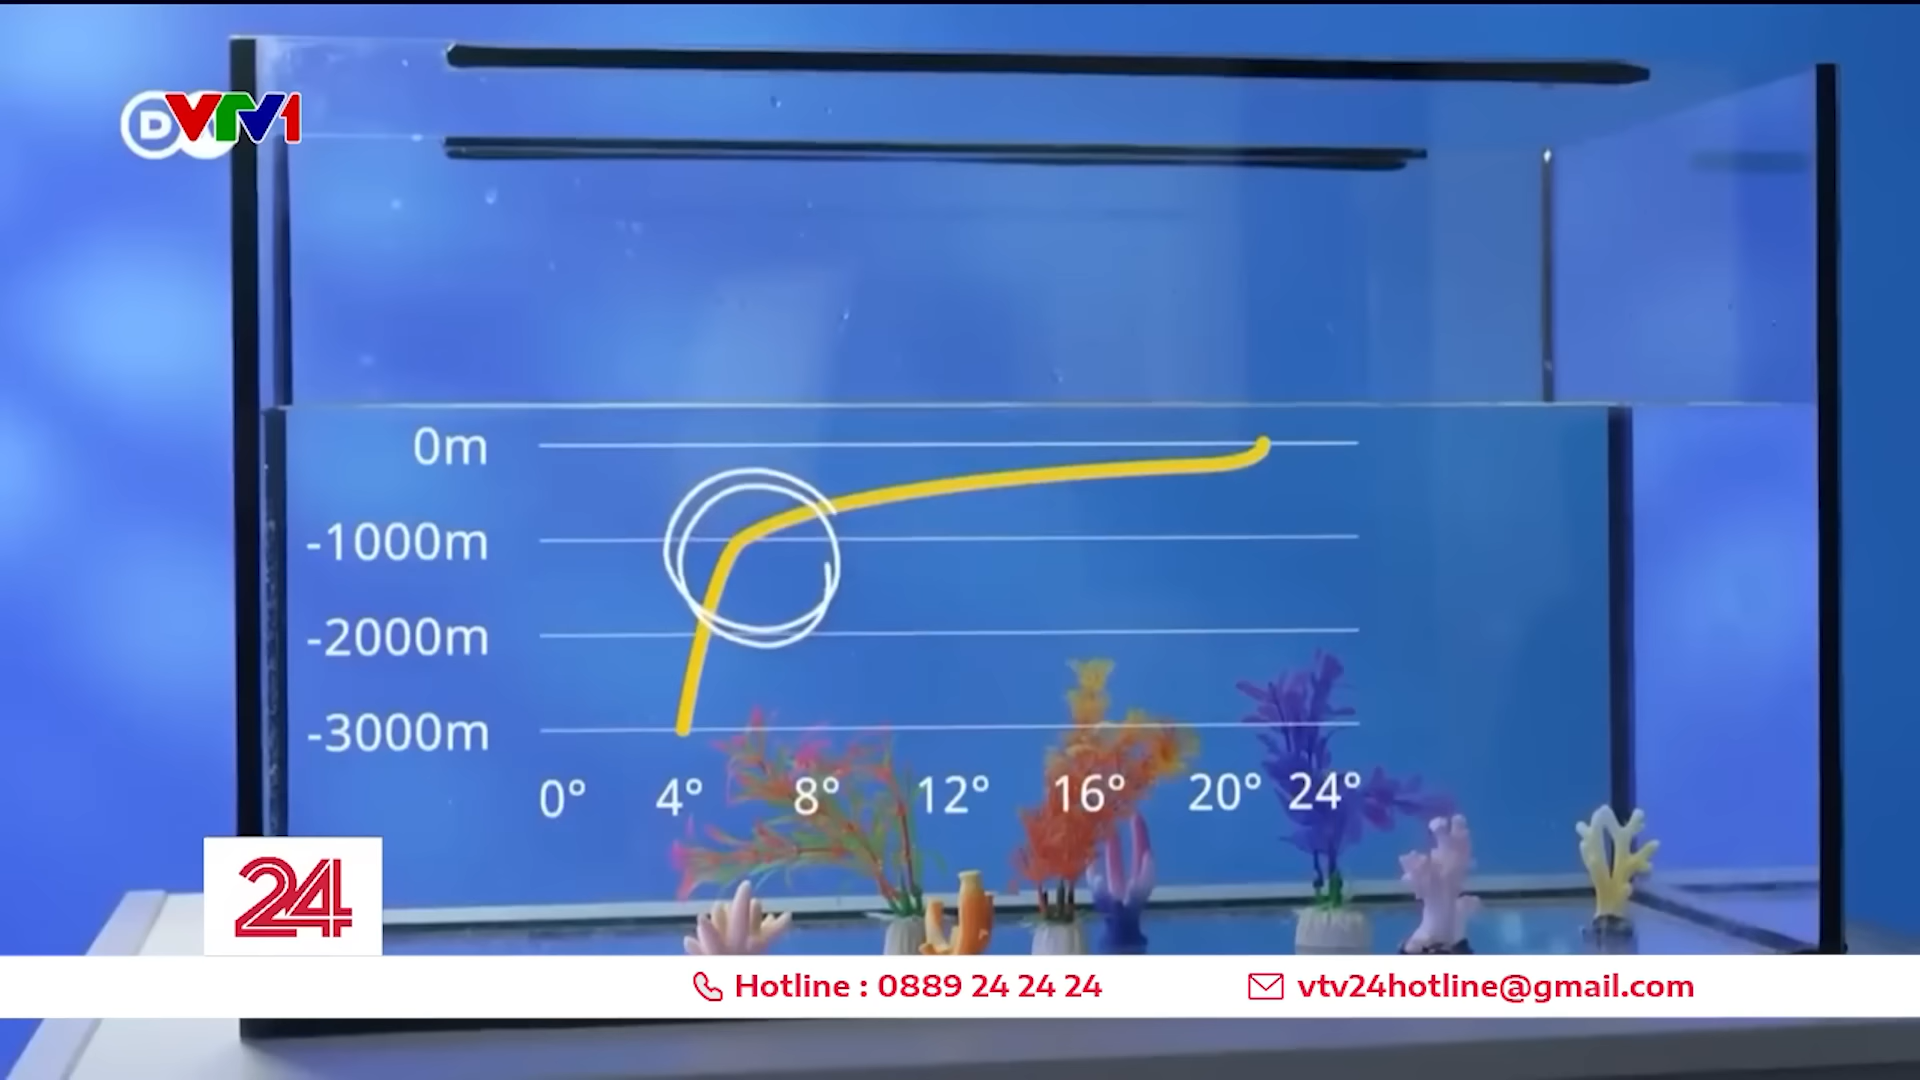 D VTV1
0m
-1000m
-2000m
-3000m
0° 4° 8° 12° 16° 20° 24°
24
Hotline : 0889 24 24 24
vtv24hotline@gmail.com